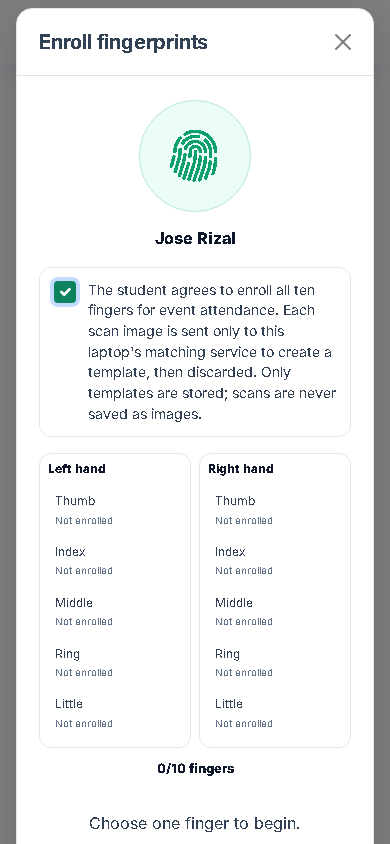 Enroll fingerprints
Jose Rizal
The student agrees to enroll all ten
fingers for event attendance. Each
scan image is sent only to this
laptop's matching service to create a
template, then discarded. Only
templates are stored; scans are never
saved as images.
Left hand
Thumb
Not enrolled
Index
Not enrolled
Middle
Not enrolled
Ring
Not enrolled
Little
Not enrolled
Right hand
Thumb
Not enrolled
Index
Not enrolled
Middle
Not enrolled
Ring
Not enrolled
Little
Not enrolled
0/10 fingers
Choose one finger to begin.